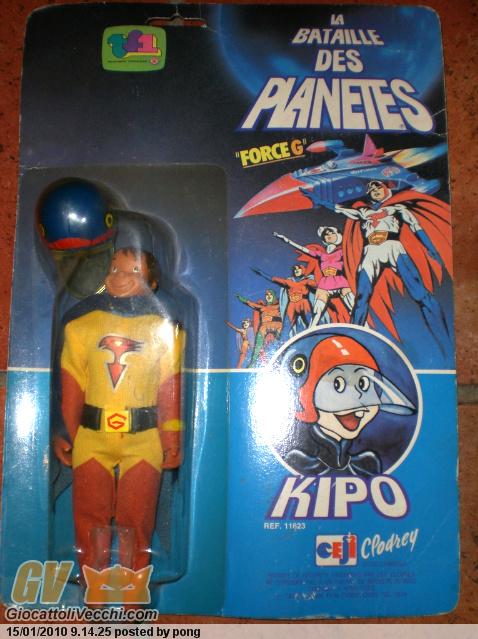 tf1
LA
BATAILLE
DES
PLANETES
"FORCE G"
G
KIPO
REF. 11623
CEJI Clodrey
GV
GiocattoliVecchi.com
15/01/2010 9.14.25 posted by pong